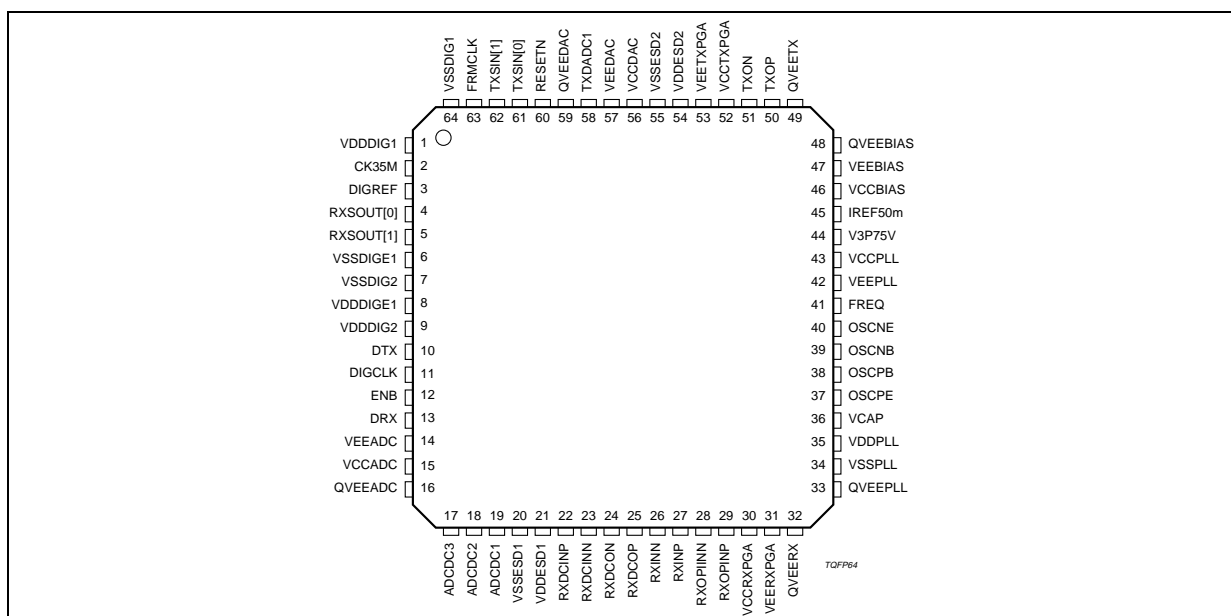 VSSDIG1
FRMCLK
TXSIN[1]
TXSIN[0]
RESETN
QVEEDAC
TXDADC1
VEEDAC
VCCDAC
VSSESD2
VDDESD2
VEETXPGA
VCCTXPGA
TXON
TXOP
QVEETX
64 63 62 61 60 59 58 57 56 55 54 53 52 51 50 49
VDDDIG1 1 48 QVEEBIAS
CK35M 2 47 VEEBIAS
DIGREF 3 46 VCCBIAS
RXSOUT[0] 4 45 IREF50m
RXSOUT[1] 5 44 V3P75V
VSSDIGE1 6 43 VCCPLL
VSSDIG2 7 42 VEEPLL
VDDDIGE1 8 41 FREQ
VDDDIG2 9 40 OSCNE
DTX 10 39 OSCNB
DIGCLK 11 38 OSCPB
ENB 12 37 OSCPE
DRX 13 36 VCAP
VEEADC 14 35 VDDPLL
VCCADC 15 34 VSSPLL
QVEEADC 16 33 QVEEPLL
17 18 19 20 21 22 23 24 25 26 27 28 29 30 31 32
ADCDC3
ADCDC2
ADCDC1
VSSESD1
VDDESD1
RXDCINP
RXDCINN
RXDCON
RXDCOP
RXINN
RXINP
RXOPIINN
RXOPINP
VCCRXPGA
VEERXPGA
QVEERX
TQFP64